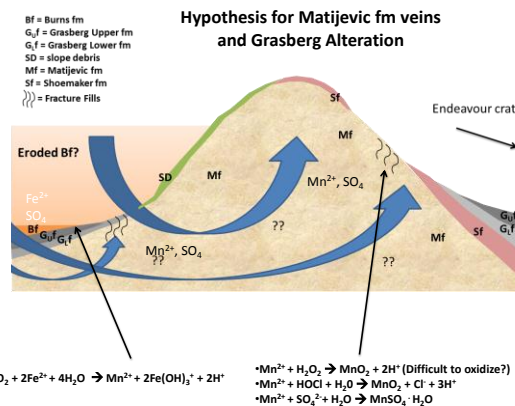 Hypothesis for Matijevic fm veins
and Grasberg Alteration
Bf = Burns fm
GUf = Grasberg Upper fm
GLf = Grasberg Lower fm
SD = slope debris
Mf = Matijevic fm
Sf = Shoemaker fm
= Fracture Fills
Endeavour crat
Sf
Mf
Eroded Bf?
SD
Mf
Mn²⁺, SO₄
Fe²⁺
SO₄
Bf
GUf
GLf
??
Mn²⁺, SO₄
??
??
Mf
Sf
GUf
GLf
O₂ + 2Fe²⁺ + 4H₂O → Mn²⁺ + 2Fe(OH)₃⁺ + 2H⁺
•Mn²⁺ + H₂O₂ → MnO₂ + 2H⁺ (Difficult to oxidize?)
•Mn²⁺ + HOCl + H₂0 → MnO₂ + Cl⁻ + 3H⁺
•Mn²⁺ + SO₄²⁻ + H₂O → MnSO₄ · H₂O